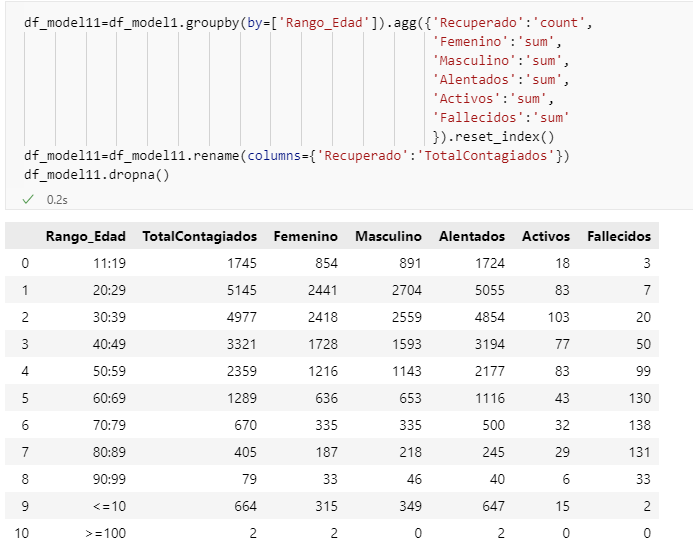 df_model11=df_model1.groupby(by=['Rango_Edad']).agg({'Recuperado':'count',
'Femenino':'sum',
'Masculino':'sum',
'Alentados':'sum',
'Activos':'sum',
'Fallecidos':'sum'
}).reset_index()
df_model11=df_model11.rename(columns={'Recuperado':'TotalContagiados'})
df_model11.dropna()
0.2s
Rango_Edad TotalContagiados Femenino Masculino Alentados Activos Fallecidos
0 11:19 1745 854 891 1724 18 3
1 20:29 5145 2441 2704 5055 83 7
2 30:39 4977 2418 2559 4854 103 20
3 40:49 3321 1728 1593 3194 77 50
4 50:59 2359 1216 1143 2177 83 99
5 60:69 1289 636 653 1116 43 130
6 70:79 670 335 335 500 32 138
7 80:89 405 187 218 245 29 131
8 90:99 79 33 46 40 6 33
9 <=10 664 315 349 647 15 2
10 >=100 2 2 0 2 0 0